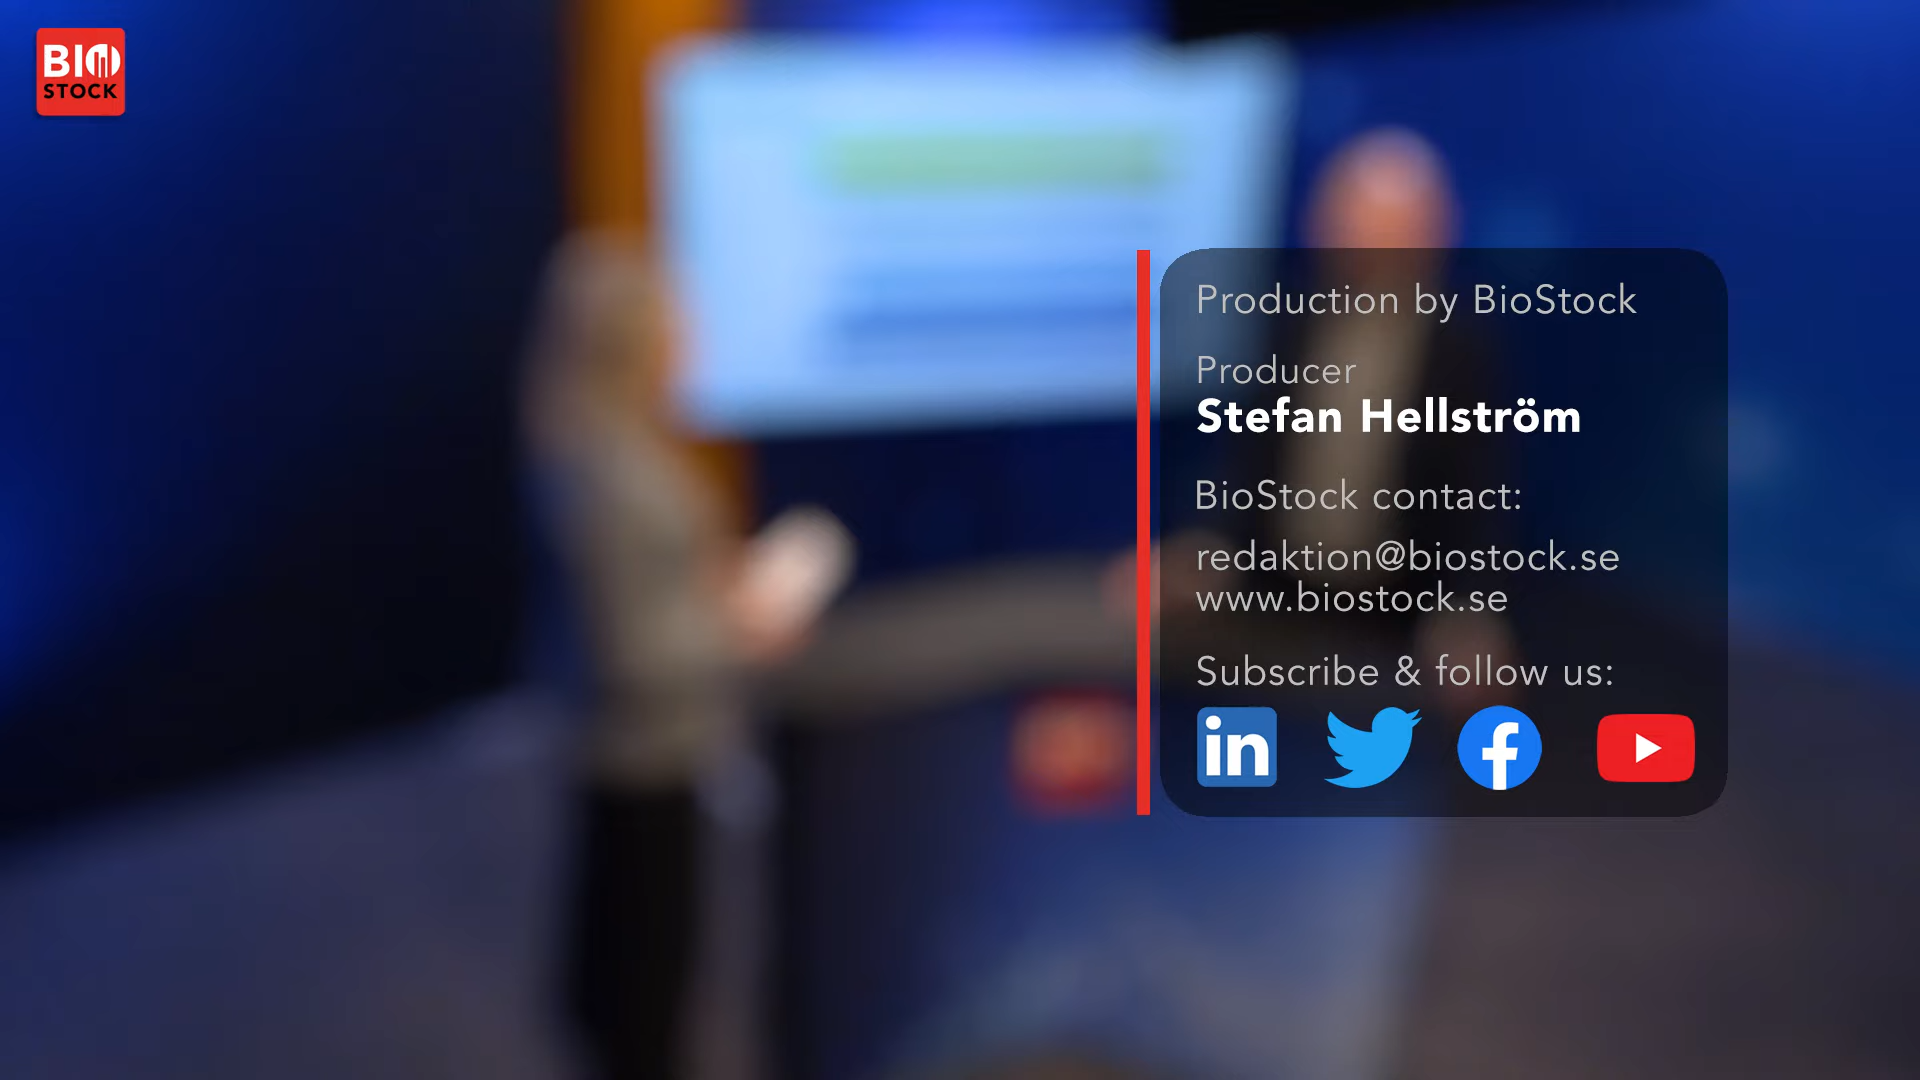 BIO
STOCK
Production by BioStock
Producer
Stefan Hellström
BioStock contact:
redaktion@biostock.se
www.biostock.se
Subscribe & follow us:
in
f